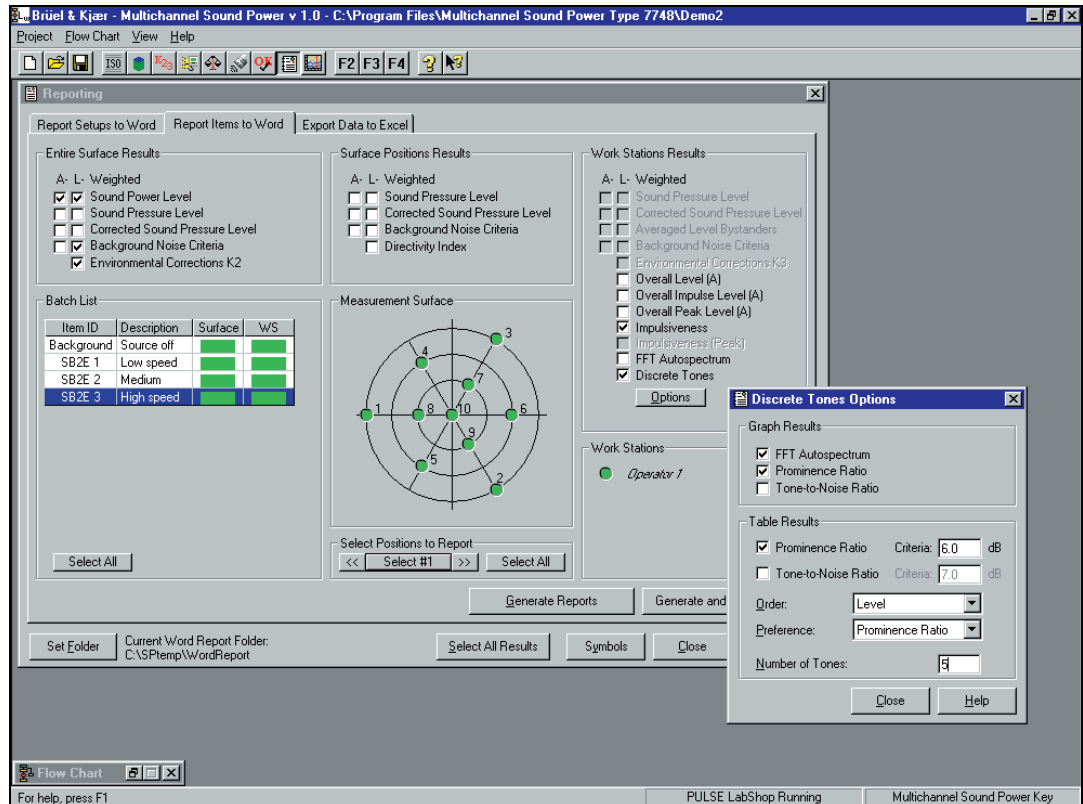 Brüel & Kjær - Multichannel Sound Power v 1.0 - C:\Program Files\Multichannel Sound Power Type 7748\Demo2
Project Flow Chart View Help
ISO K23 OK F2 F3 F4
Reporting
Report Setups to Word Report Items to Word Export Data to Excel
Entire Surface Results
A- L- Weighted
Sound Power Level
Sound Pressure Level
Corrected Sound Pressure Level
Background Noise Criteria
Environmental Corrections K2
Surface Positions Results
A- L- Weighted
Sound Pressure Level
Corrected Sound Pressure Level
Background Noise Criteria
Directivity Index
Work Stations Results
A- L- Weighted
Sound Pressure Level
Corrected Sound Pressure Level
Averaged Level Bystanders
Background Noise Criteria
Environmental Corrections K3
Overall Level (A)
Overall Impulse Level (A)
Overall Peak Level (A)
Impulsiveness
Impulsiveness (Peak)
FFT Autospectrum
Discrete Tones
Options
Batch List
Item ID Description Surface WS
Background Source off
SB2E 1 Low speed
SB2E 2 Medium
SB2E 3 High speed
Select All
Measurement Surface
3
4
7
1 8 10 6
9
5
2
Select Positions to Report
<< Select #1 >> Select All
Work Stations
Operator 1
Generate Reports Generate and
Set Folder Current Word Report Folder:
C:\SPtemp\WordReport
Select All Results Symbols Close
Discrete Tones Options
Graph Results
FFT Autospectrum
Prominence Ratio
Tone-to-Noise Ratio
Table Results
Prominence Ratio Criteria: 6.0 dB
Tone-to-Noise Ratio Criteria: 7.0 dB
Order: Level
Preference: Prominence Ratio
Number of Tones: 5
Close Help
Flow Chart
For help, press F1 PULSE LabShop Running Multichannel Sound Power Key